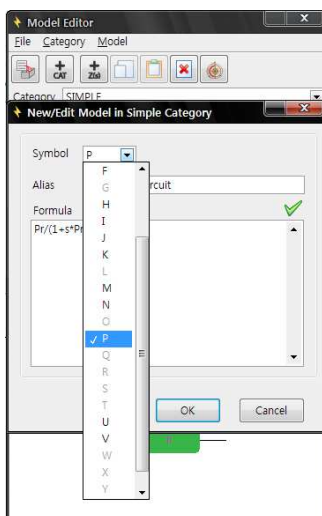 Model Editor
File Category Model
+ CAT + Z(s)
Category SIMPLE
New/Edit Model in Simple Category
Symbol P
Alias rcuit
Formula
Pr/(1+s*Pr
F
G
H
I
J
K
L
M
N
O
✓ P
Q
R
S
T
U
V
W
X
Y
OK Cancel